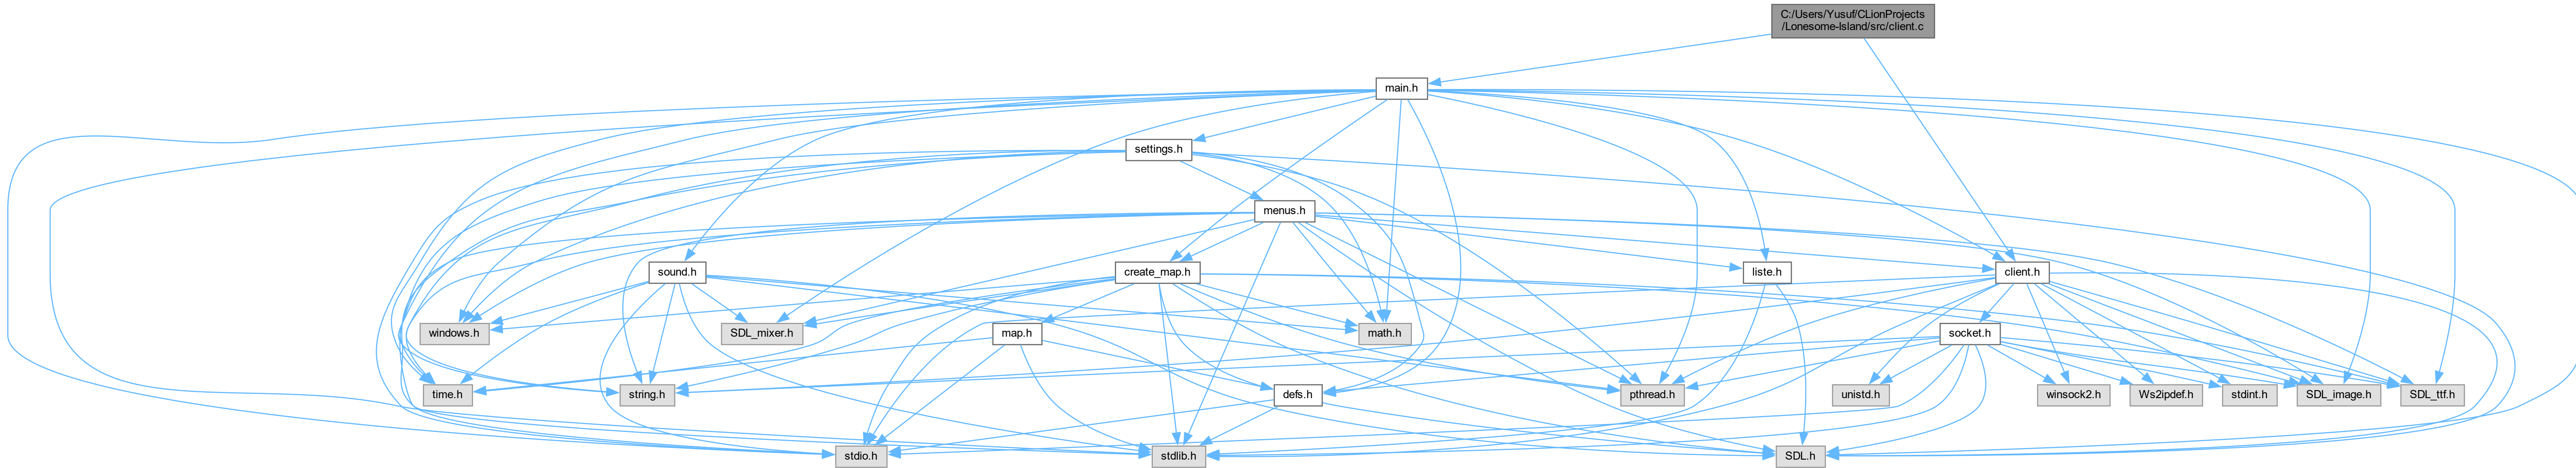 C:/Users/Yusuf/CLionProjects
/Lonesome-Island/src/client.c
main.h
settings.h
menus.h
sound.h
create_map.h
liste.h
client.h
windows.h
SDL_mixer.h
map.h
math.h
socket.h
time.h
string.h
defs.h
pthread.h
unistd.h
winsock2.h
Ws2ipdef.h
stdint.h
SDL_image.h
SDL_ttf.h
stdio.h
stdlib.h
SDL.h